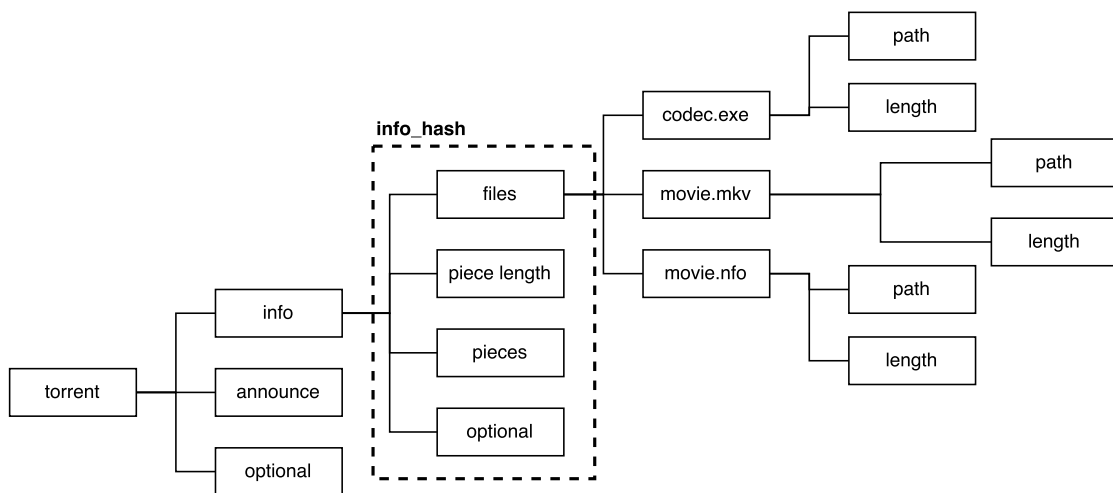 path
codec.exe
length
info_hash
path
files
movie.mkv
length
piece length
movie.nfo
path
info
pieces
length
torrent
announce
optional
optional